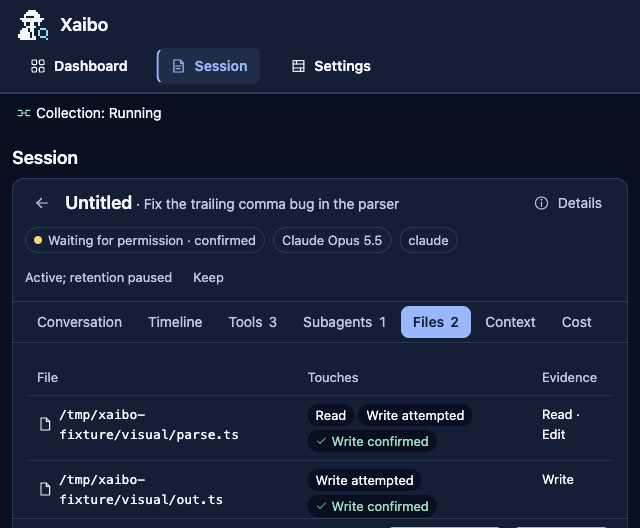 Xaibo
Dashboard Session Settings
Collection: Running
Session
Untitled · Fix the trailing comma bug in the parser Details
Waiting for permission · confirmed Claude Opus 5.5 claude
Active; retention paused Keep
Conversation Timeline Tools 3 Subagents 1 Files 2 Context Cost
File Touches Evidence
/tmp/xaibo-
fixture/visual/parse.ts
Read Write attempted
✓ Write confirmed
Read ·
Edit
/tmp/xaibo-
fixture/visual/out.ts
Write attempted
✓ Write confirmed
Write